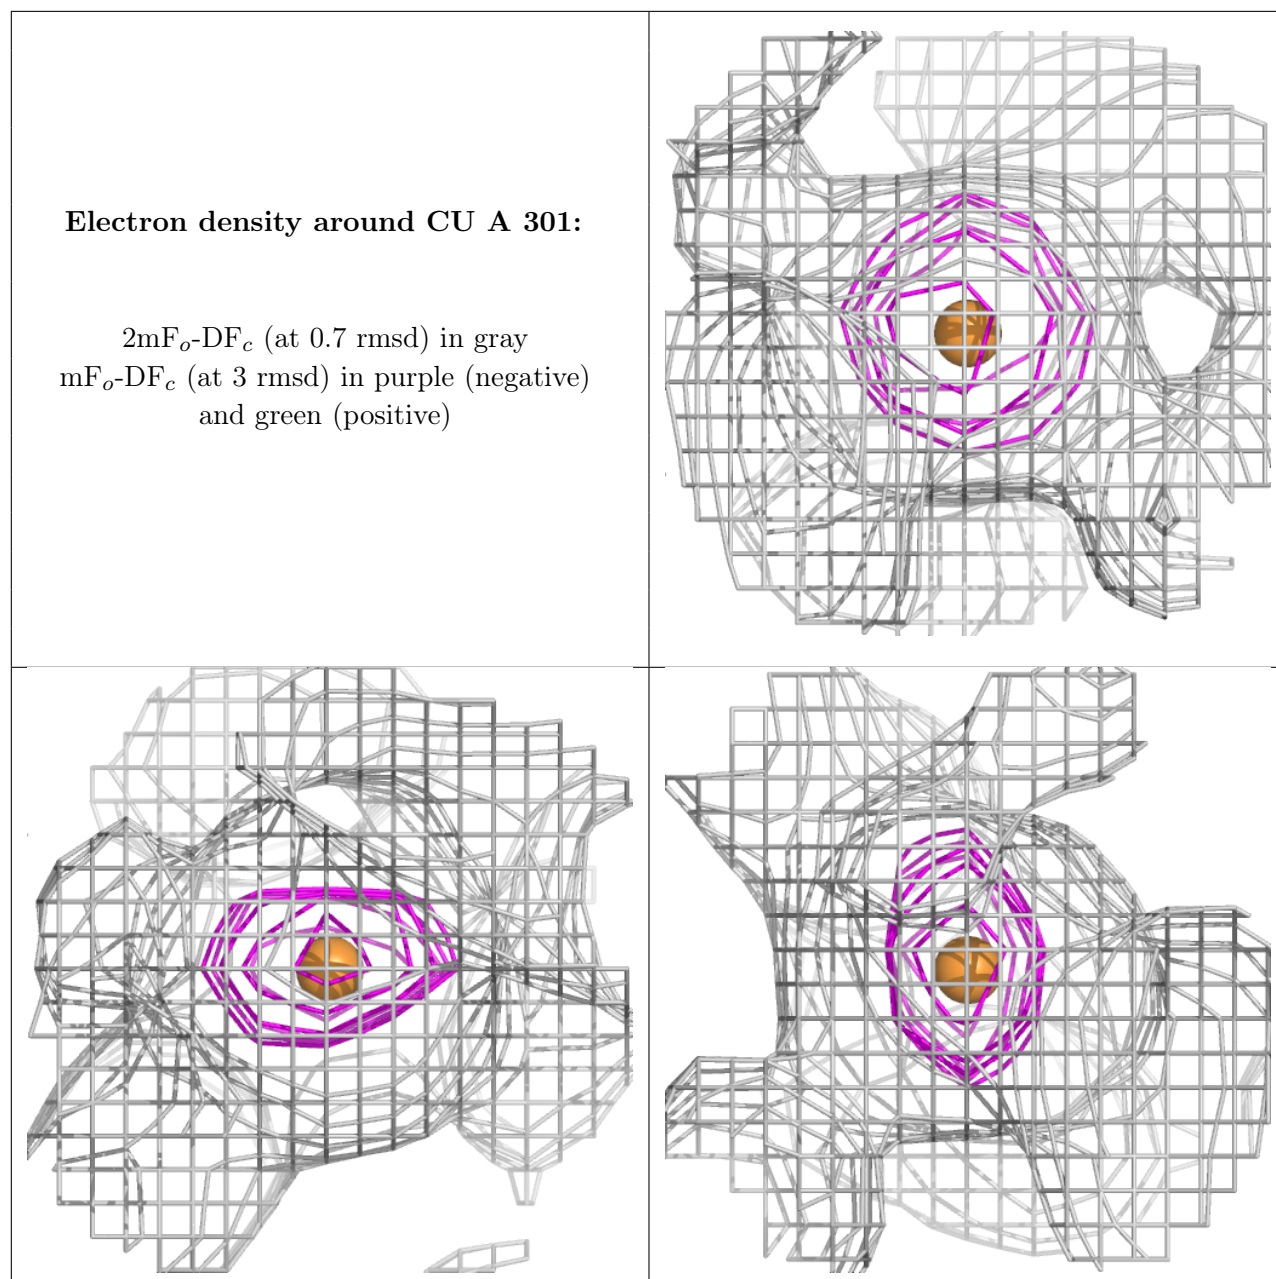 Electron density around CU A 301:
2mFo-DFc (at 0.7 rmsd) in gray
mFo-DFc (at 3 rmsd) in purple (negative)
and green (positive)